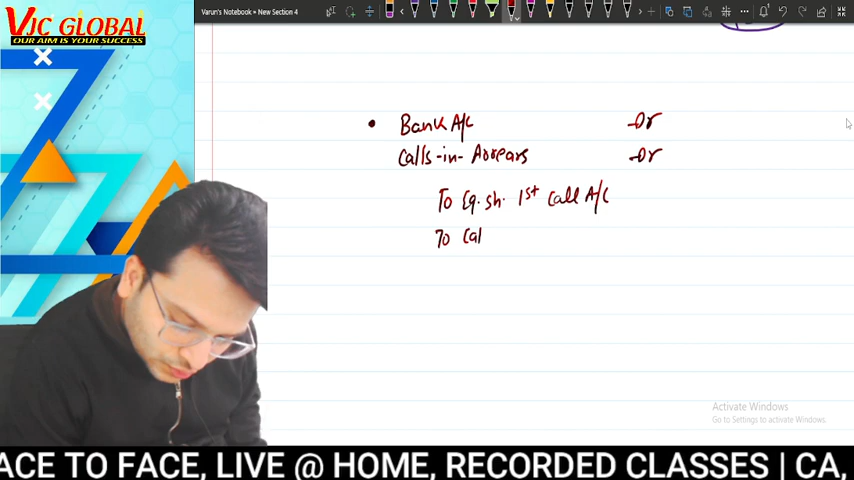 VJC GLOBAL
OUR AIM IS YOUR SUCCESS
Varun's Notebook » New Section 4
Bank A/c -Dr
Calls-in-Arrears -Dr
To Eq. sh. 1st Call A/c
To Cal
Activate Windows
Go to Settings to activate Windows.
ACE TO FACE, LIVE @ HOME, RECORDED CLASSES | CA,